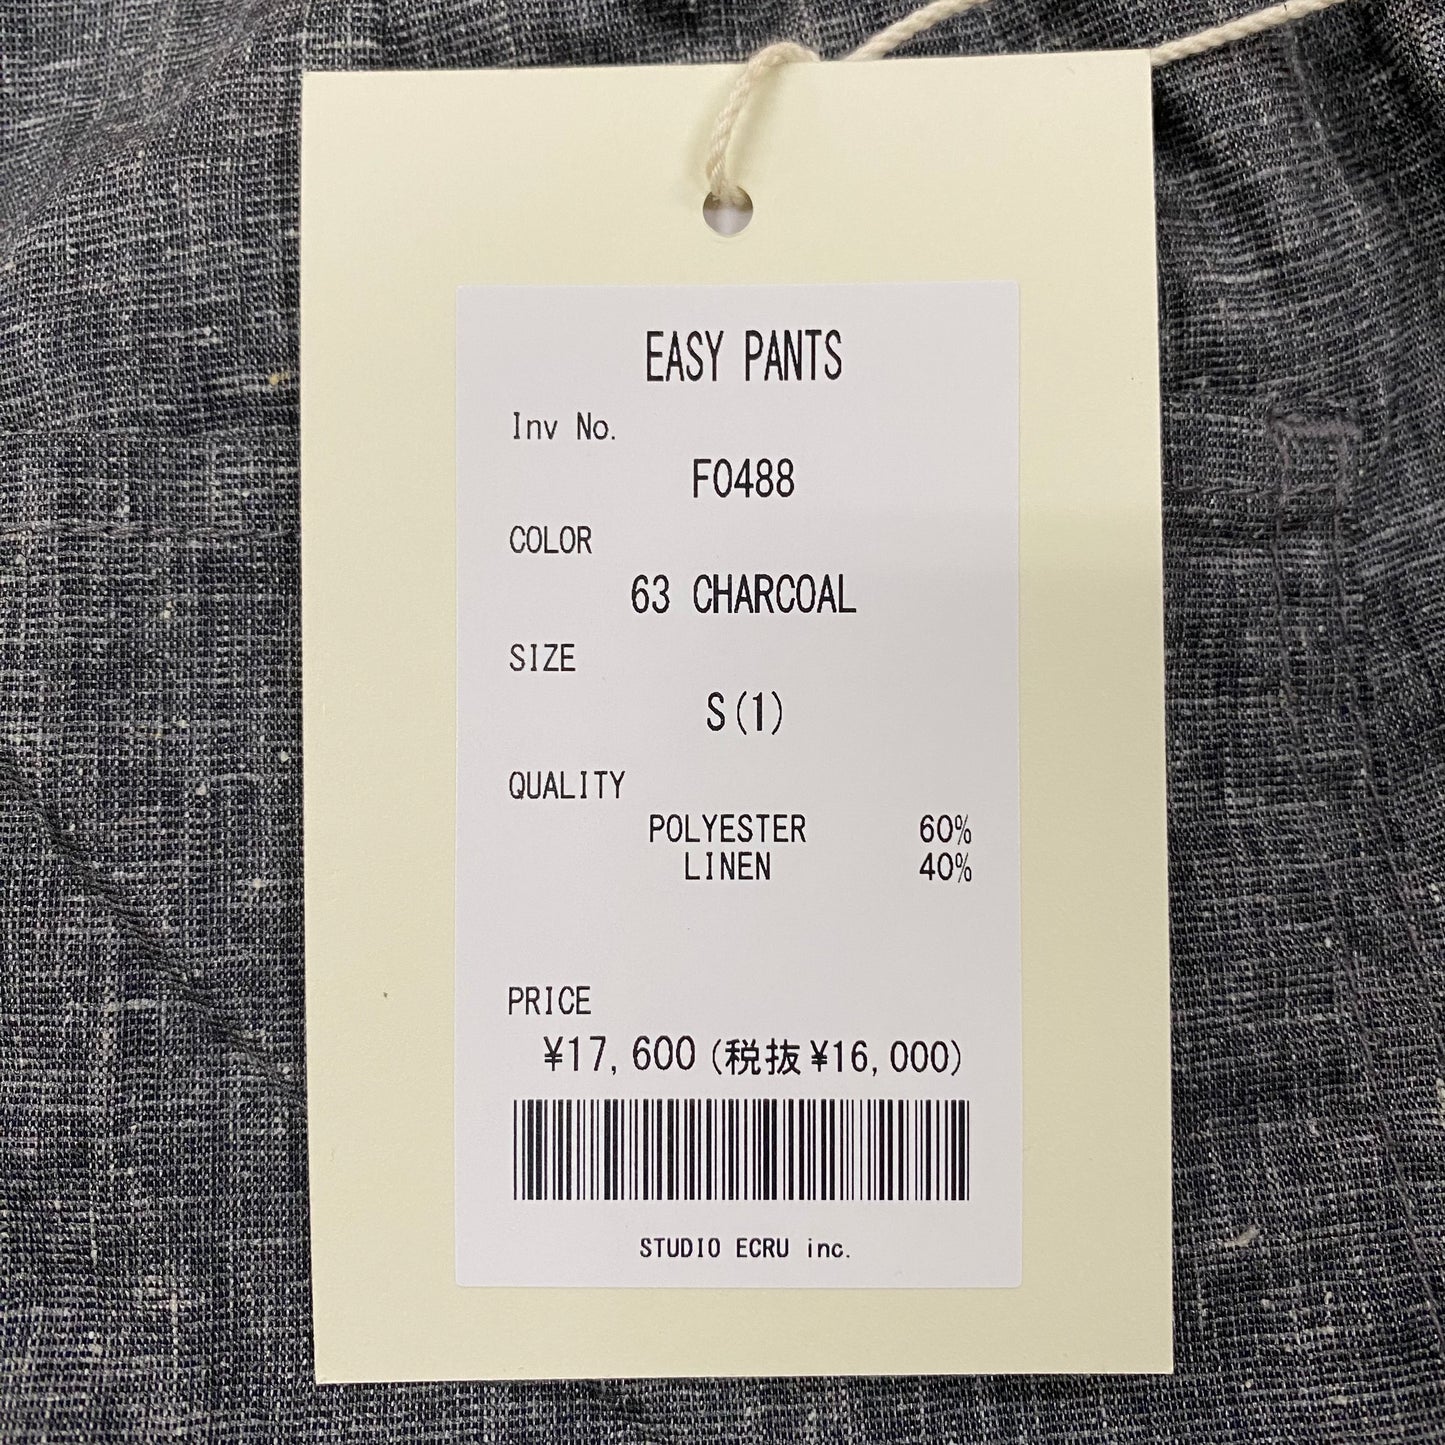 EASY PANTS
Inv No.
F0488
COLOR
63 CHARCOAL
SIZE
S(1)
QUALITY
POLYESTER 60%
LINEN 40%
PRICE
¥17,600(税抜¥16,000)
STUDIO ECRU inc.